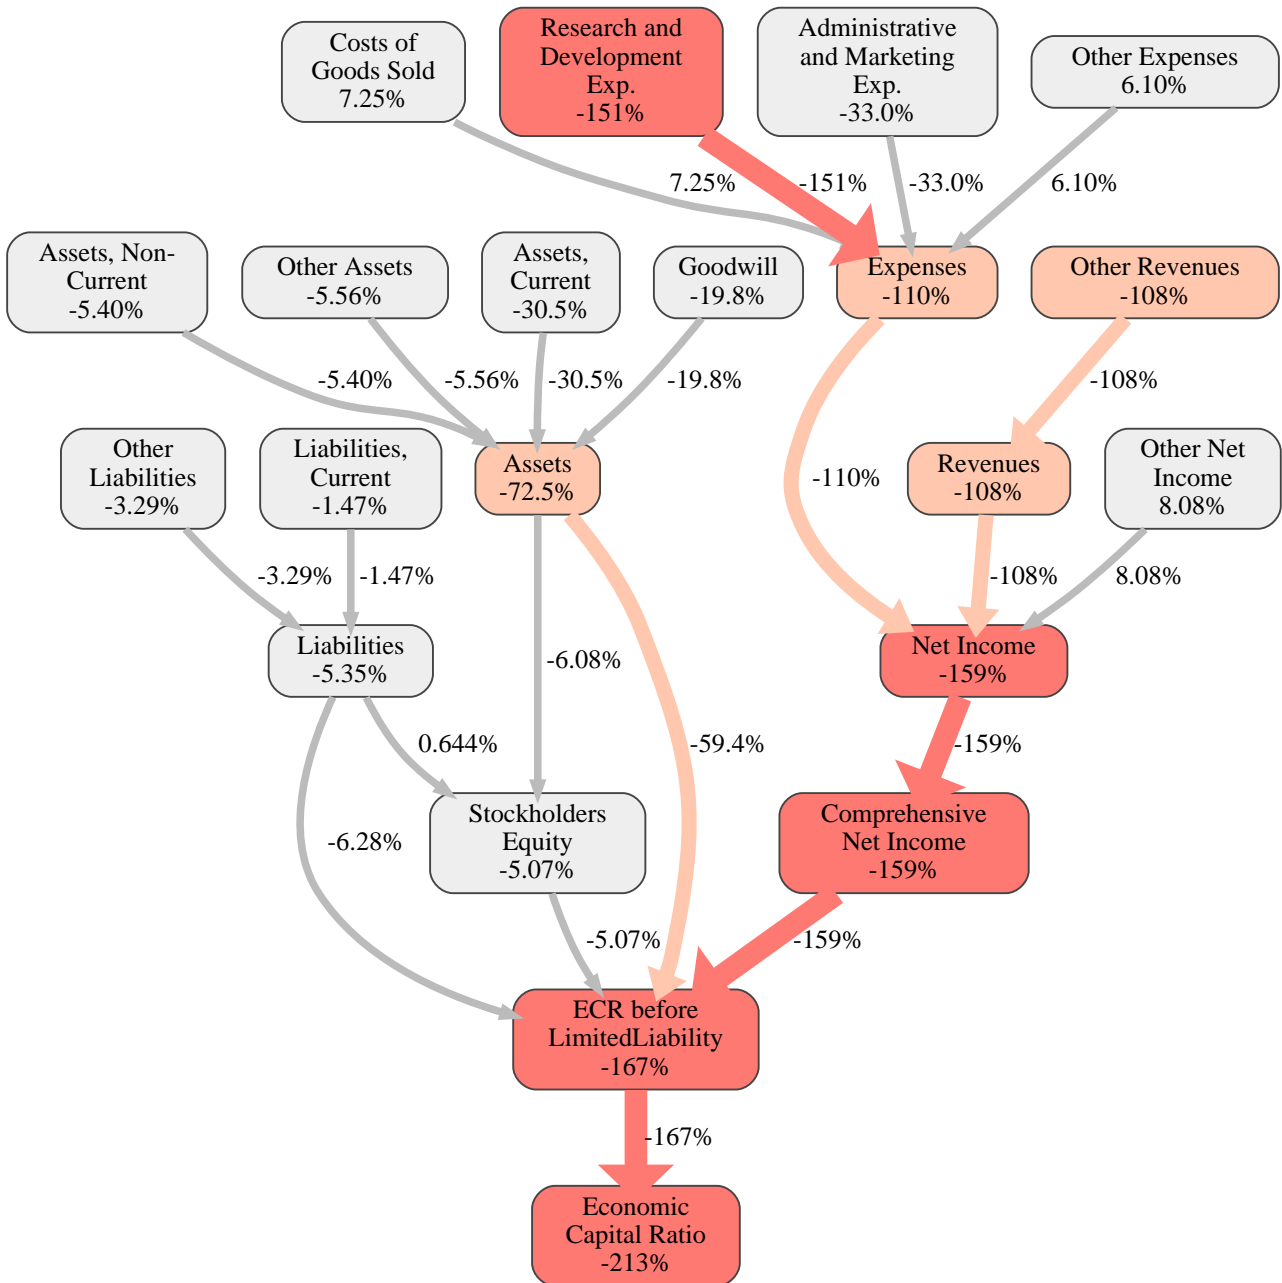 Costs of
Goods Sold
7.25%
Research and
Development
Exp.
-151%
Administrative
and Marketing
Exp.
-33.0%
Other Expenses
6.10%
7.25%
-151%
-33.0%
6.10%
Assets, Non-
Current
-5.40%
Other Assets
-5.56%
Assets,
Current
-30.5%
Goodwill
-19.8%
Expenses
-110%
Other Revenues
-108%
-5.40%
-5.56%
-30.5%
-19.8%
-108%
Other
Liabilities
-3.29%
Liabilities,
Current
-1.47%
Assets
-72.5%
-110%
Revenues
-108%
Other Net
Income
8.08%
-3.29%
-1.47%
-108%
8.08%
Liabilities
-5.35%
-6.08%
Net Income
-159%
0.644%
-59.4%
-159%
-6.28%
Stockholders
Equity
-5.07%
Comprehensive
Net Income
-159%
-5.07%
-159%
ECR before
LimitedLiability
-167%
-167%
Economic
Capital Ratio
-213%